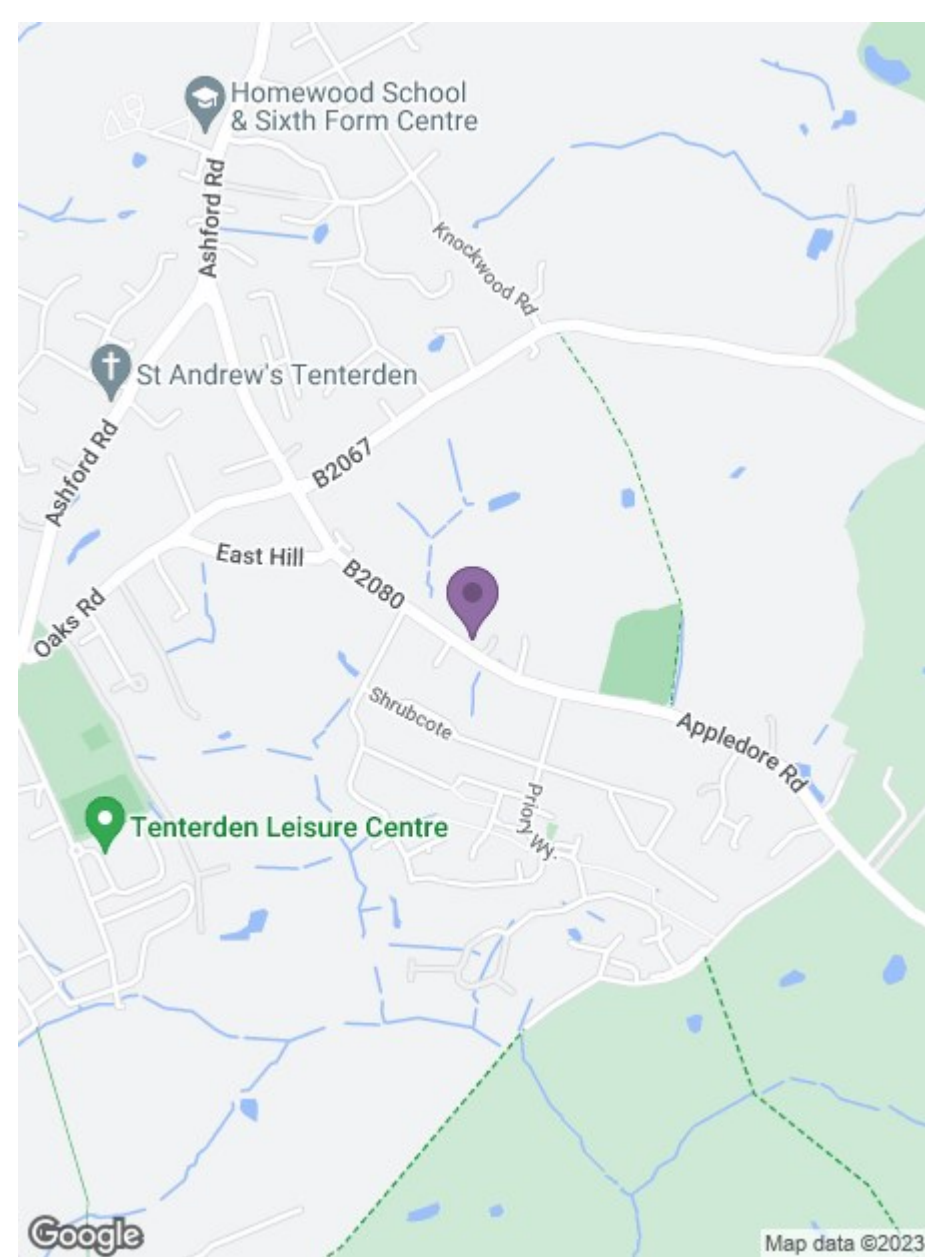 Homewood School
& Sixth Form Centre
Ashford Rd
Knockwood Rd
St Andrew's Tenterden
B2067
Ashford Rd
East Hill
B2080
Oaks Rd
Shrubcote
Appledore Rd
Priory Wy.
Tenterden Leisure Centre
Google
Map data ©2023